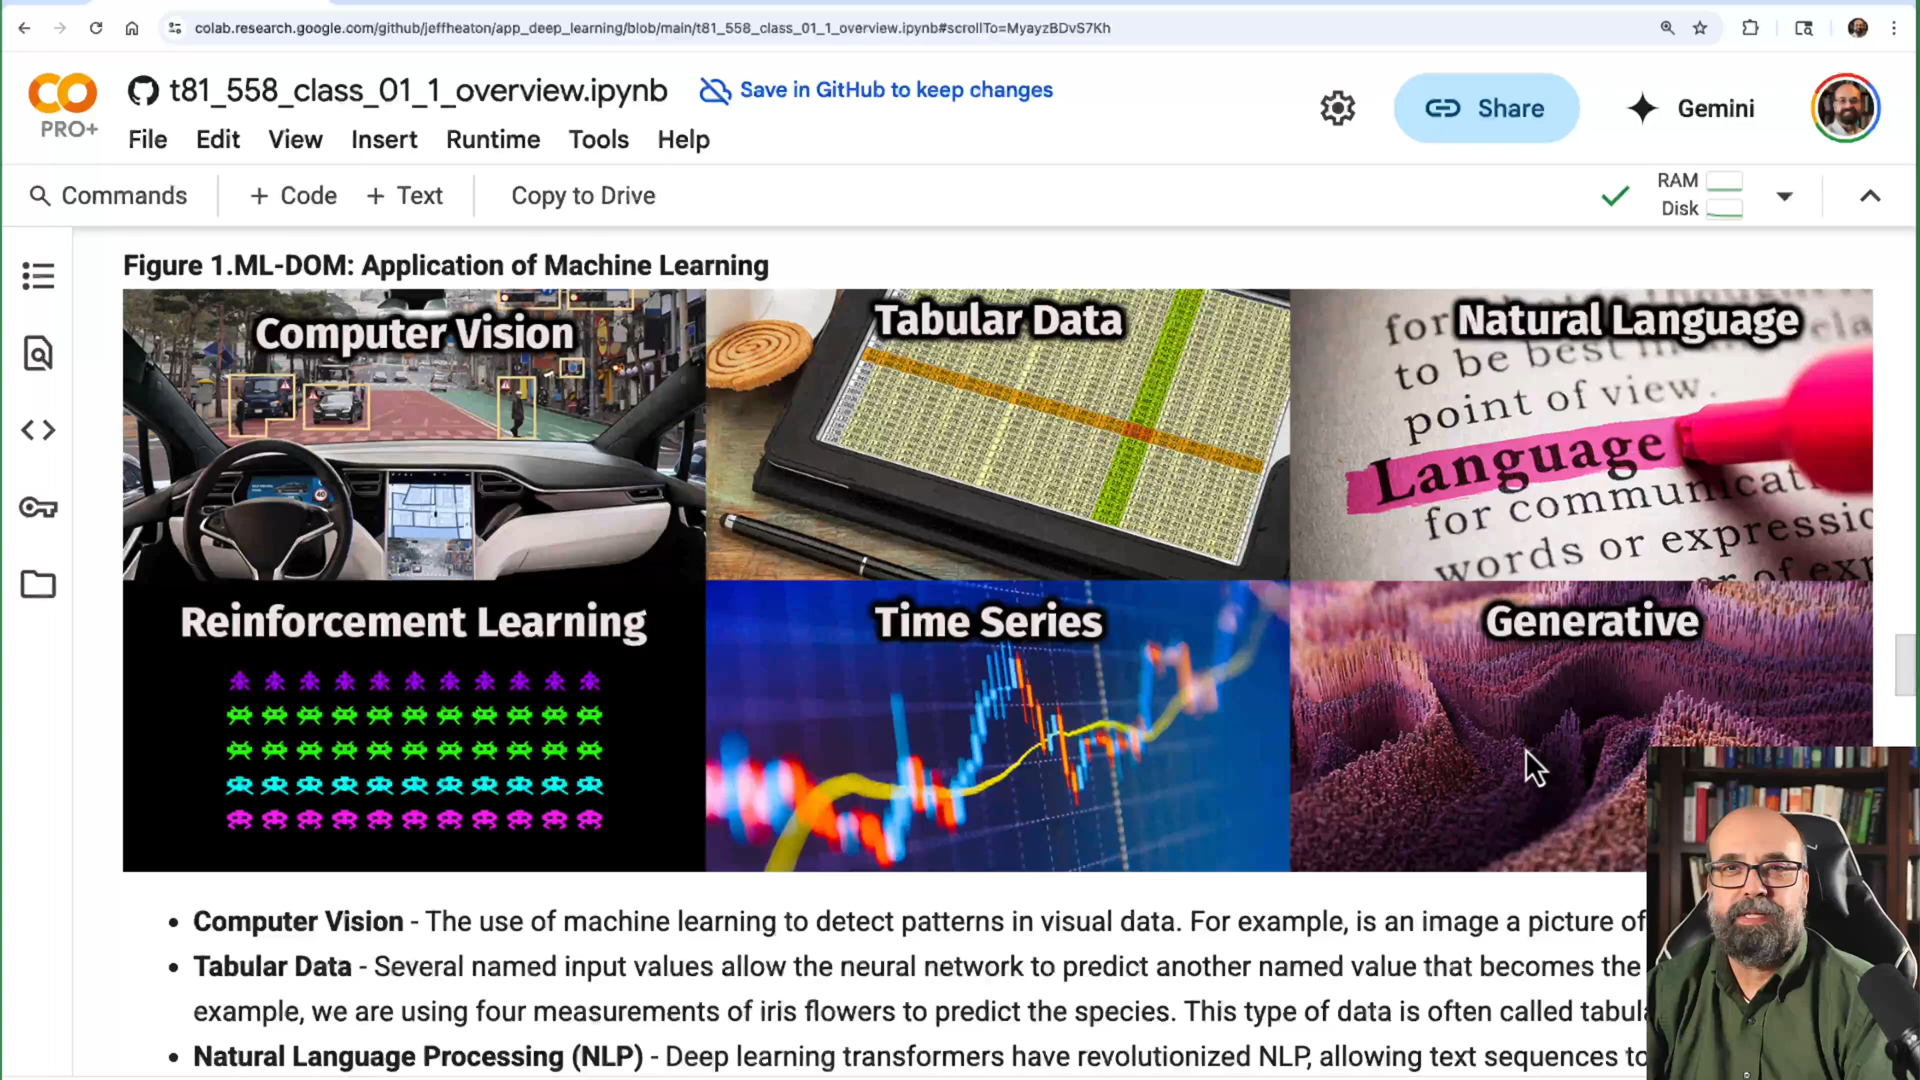 colab.research.google.com/github/jeffheaton/app_deep_learning/blob/main/t81_558_class_01_1_overview.ipynb#scrollTo=MyayzBDvS7Kh
CO
PRO+
t81_558_class_01_1_overview.ipynb
Save in GitHub to keep changes
Share
Gemini
File Edit View Insert Runtime Tools Help
Commands
+ Code + Text
Copy to Drive
RAM
Disk
Figure 1.ML-DOM: Application of Machine Learning
Computer Vision
Tabular Data
Natural Language
for
to be best
point of view.
Language
for communicat
words or expressio
or of exp
Reinforcement Learning
Time Series
Generative
• Computer Vision - The use of machine learning to detect patterns in visual data. For example, is an image a picture of
• Tabular Data - Several named input values allow the neural network to predict another named value that becomes the
example, we are using four measurements of iris flowers to predict the species. This type of data is often called tabul
• Natural Language Processing (NLP) - Deep learning transformers have revolutionized NLP, allowing text sequences to